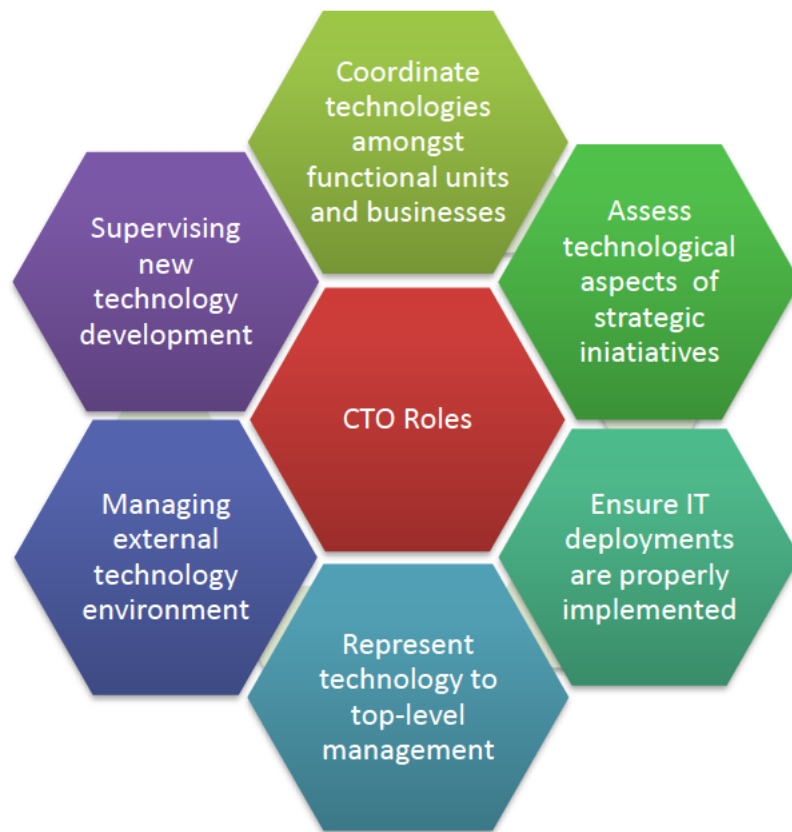 Coordinate
technologies
amongst
functional units
and businesses
Assess
technological
aspects of
strategic
iniatiatives
Ensure IT
deployments
are properly
implemented
Represent
technology to
top-level
management
Managing
external
technology
environment
Supervising
new
technology
development
CTO Roles